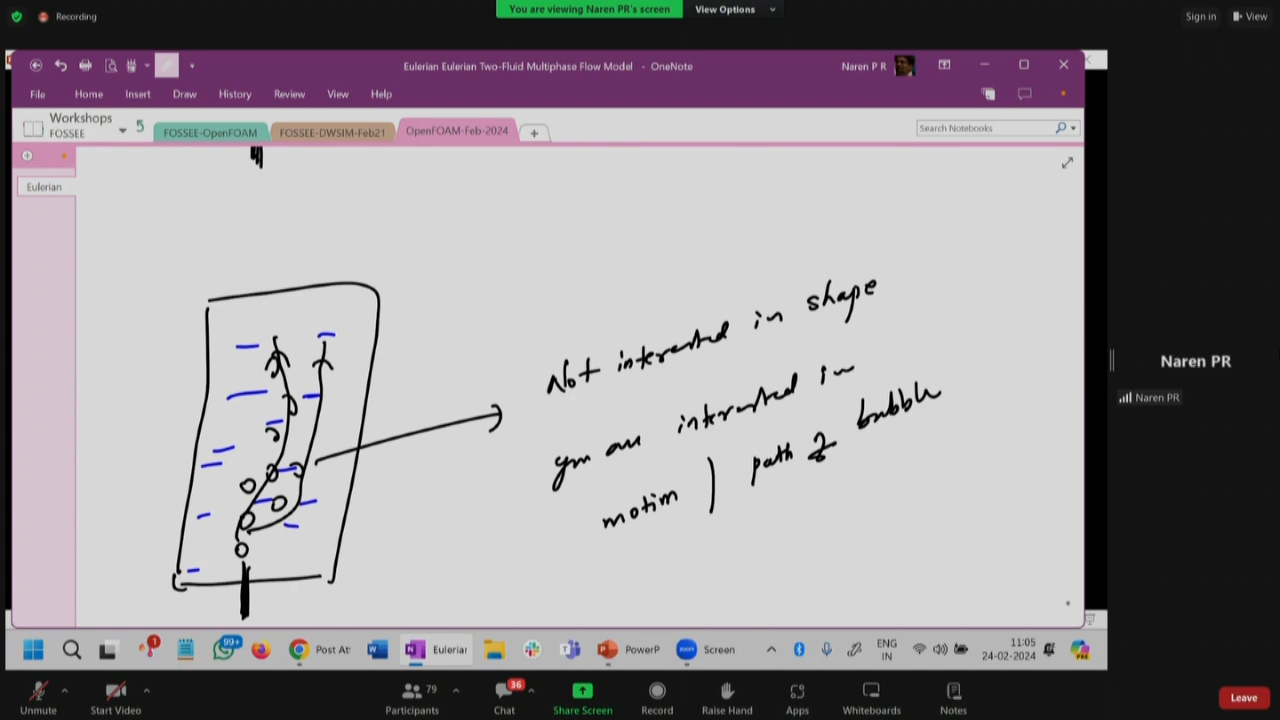 You are viewing Naren PR's screen
View Options
Recording
Sign in
View
Eulerian Eulerian Two-Fluid Multiphase Flow Model - OneNote
Naren P R
File Home Insert Draw History Review View Help
Workshops
FOSSEE
FOSSEE-OpenFOAM
FOSSEE-DWSIM-Feb21
OpenFOAM-Feb-2024
Search Notebooks
Eulerian
Not interested in shape
you are interested in
motion / path of bubble
Naren PR
Naren PR
1
99+
Post At
Eulerian
PowerP
Screen
ENG
IN
11:05
24-02-2024
PRE
Unmute
Start Video
79
Participants
36
Chat
Share Screen
Record
Raise Hand
Apps
Whiteboards
Notes
Leave